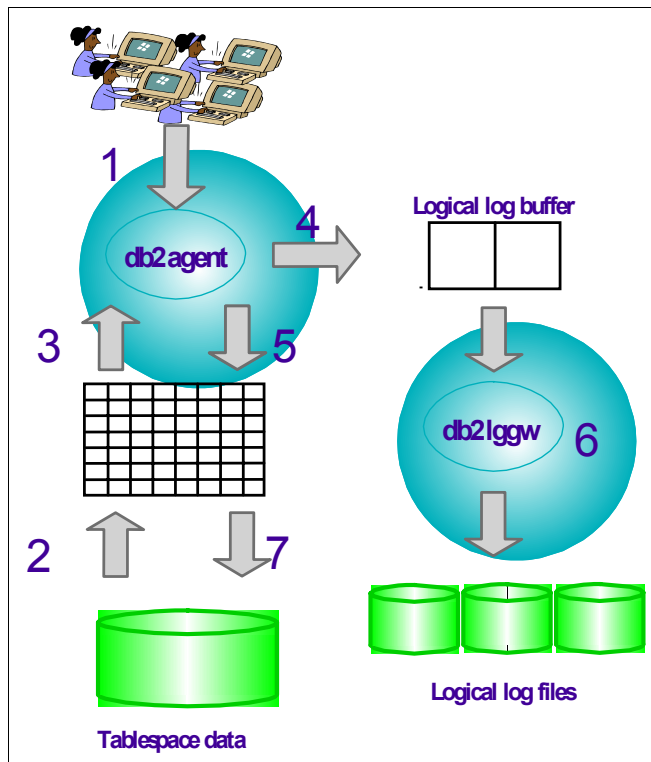 1
4
Logical log buffer
db2agent
3
5
db2lggw
6
2
7
Logical log files
Tablespace data